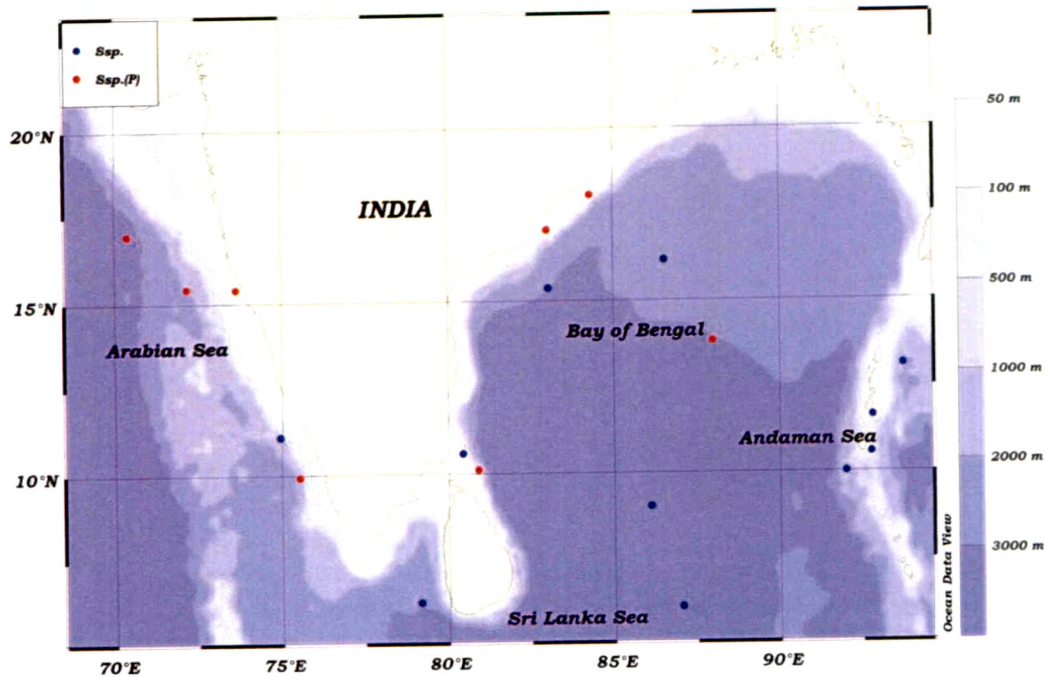 Ssp.
Ssp.(P)
50 m
20°N
100 m
INDIA
500 m
15°N
Bay of Bengal
Arabian Sea
1000 m
Andaman Sea
2000 m
10°N
3000 m
Ocean Data View
Sri Lanka Sea
70°E
75°E
80°E
85°E
90°E